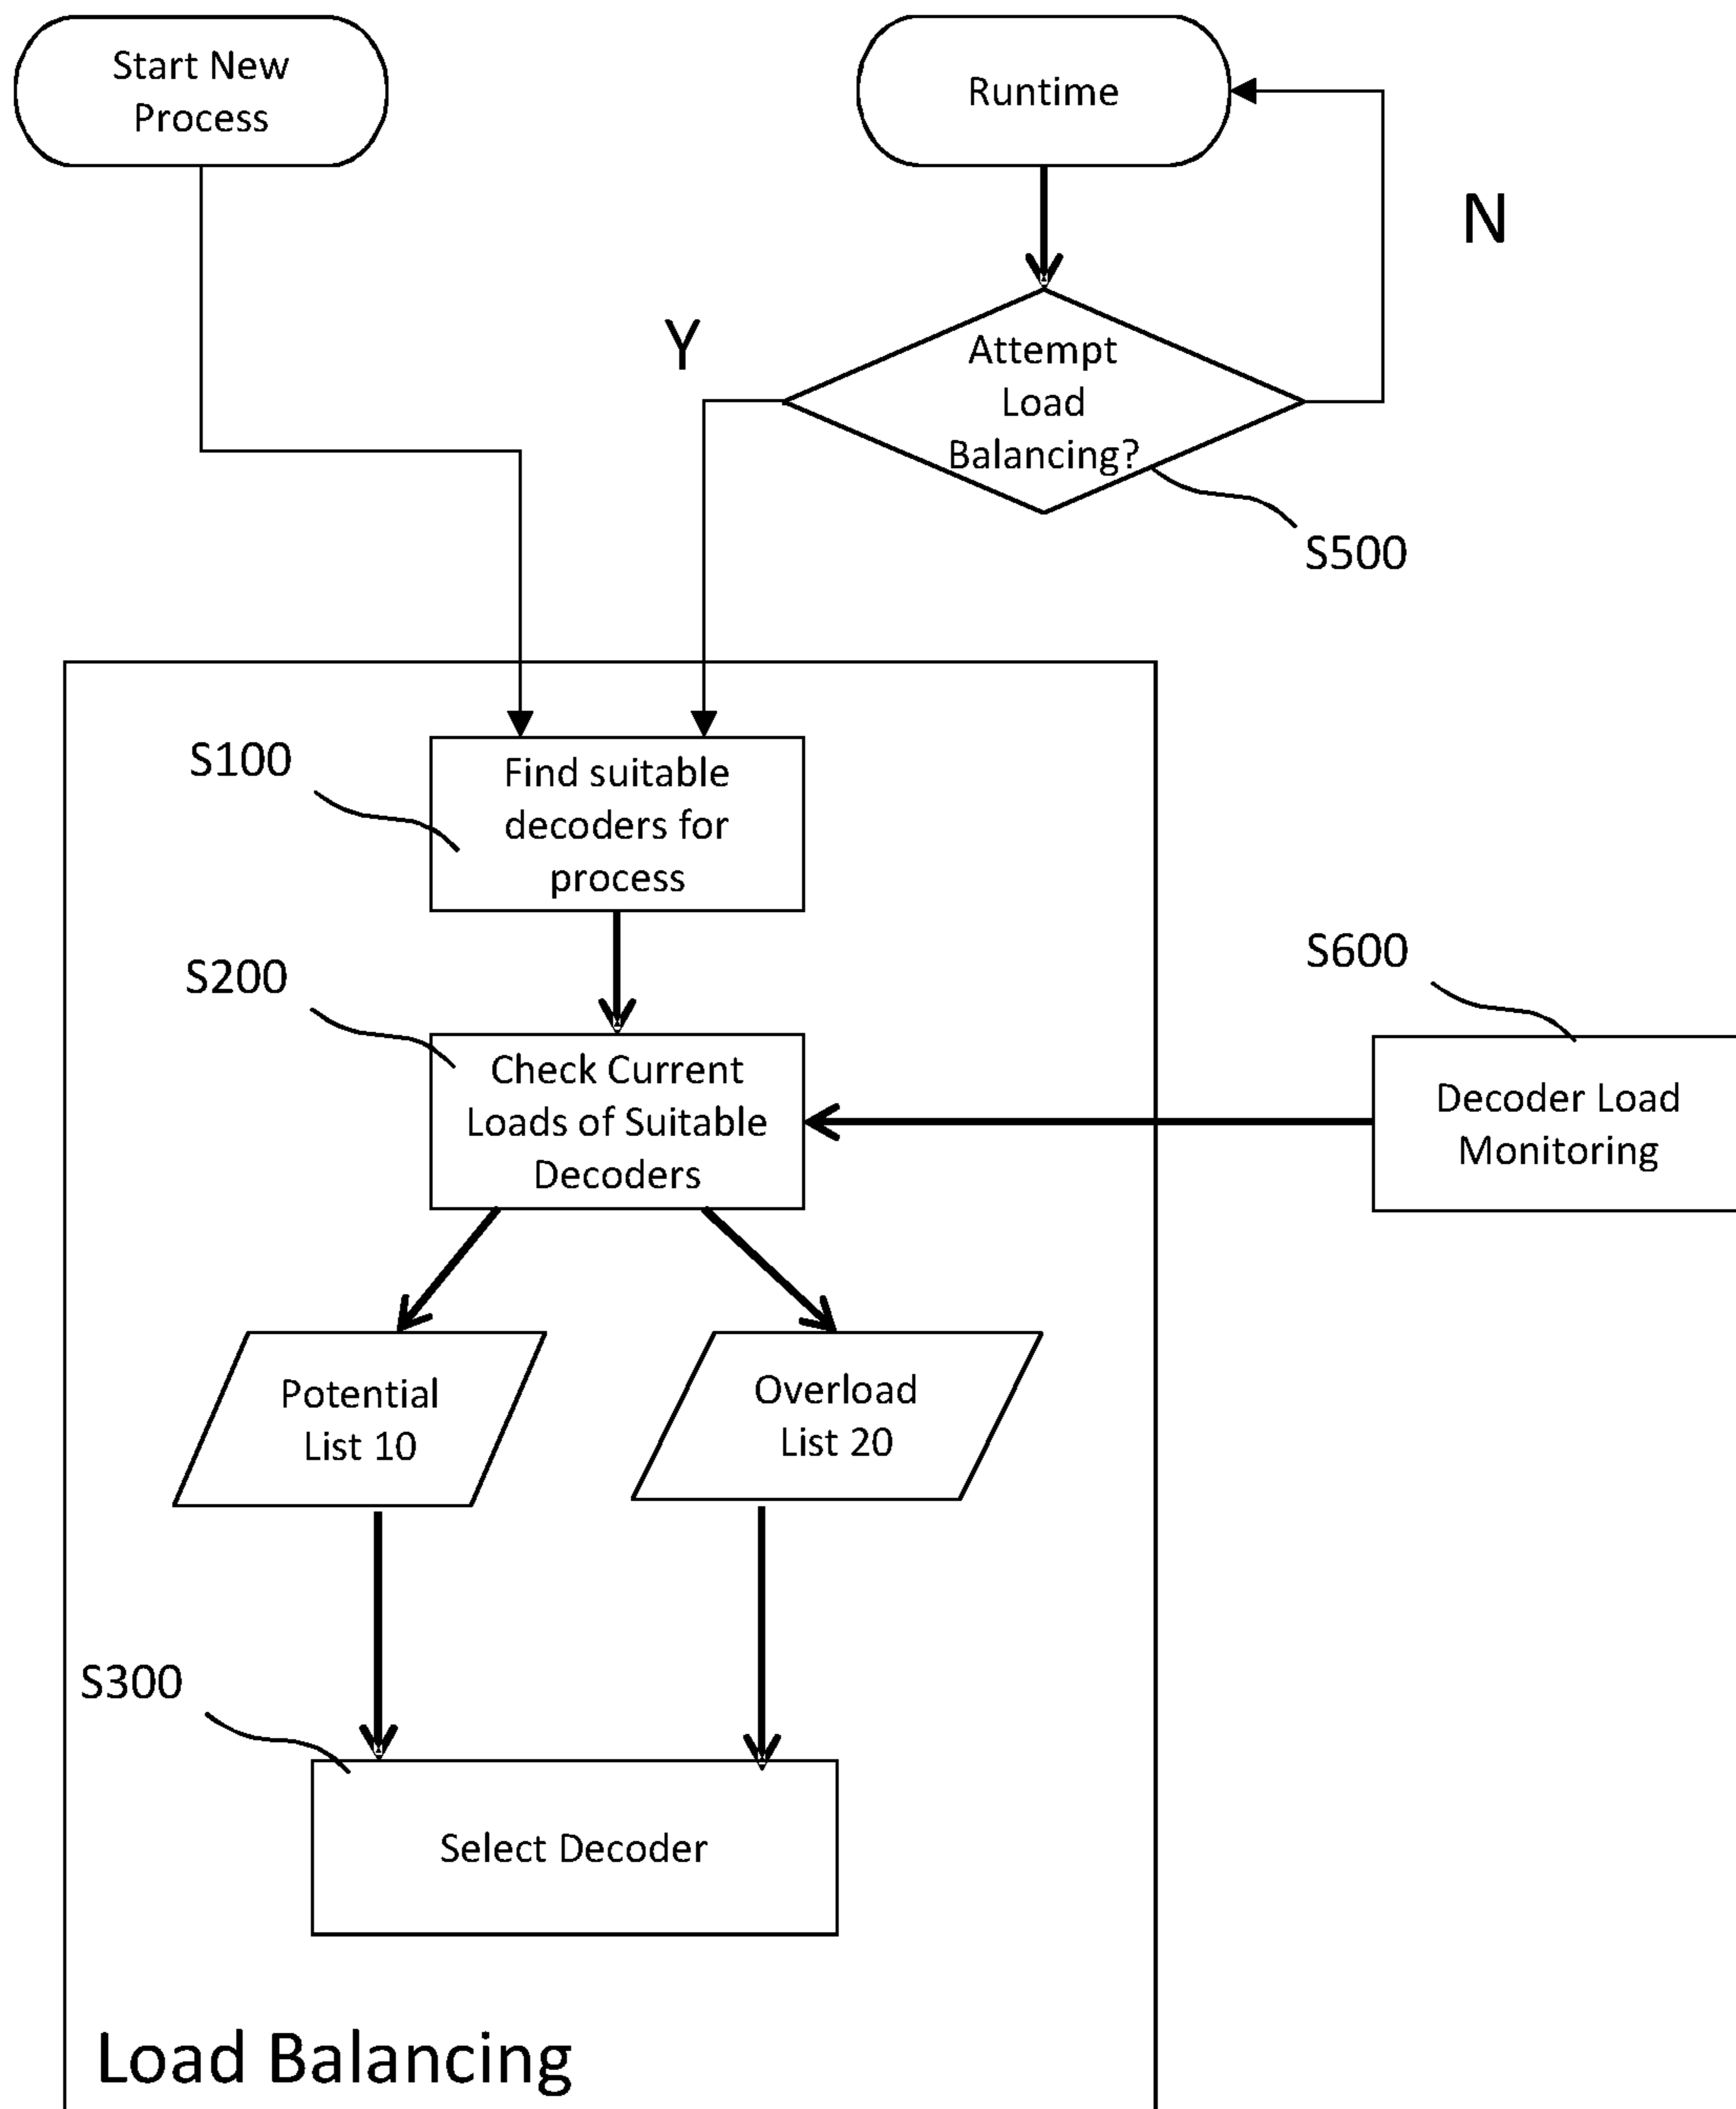 Start New
Process
Runtime
N
Y
Attempt
Load
Balancing?
S500
S100
Find suitable
decoders for
process
S200
S600
Check Current
Loads of Suitable
Decoders
Decoder Load
Monitoring
Potential
List 10
Overload
List 20
S300
Select Decoder
Load Balancing